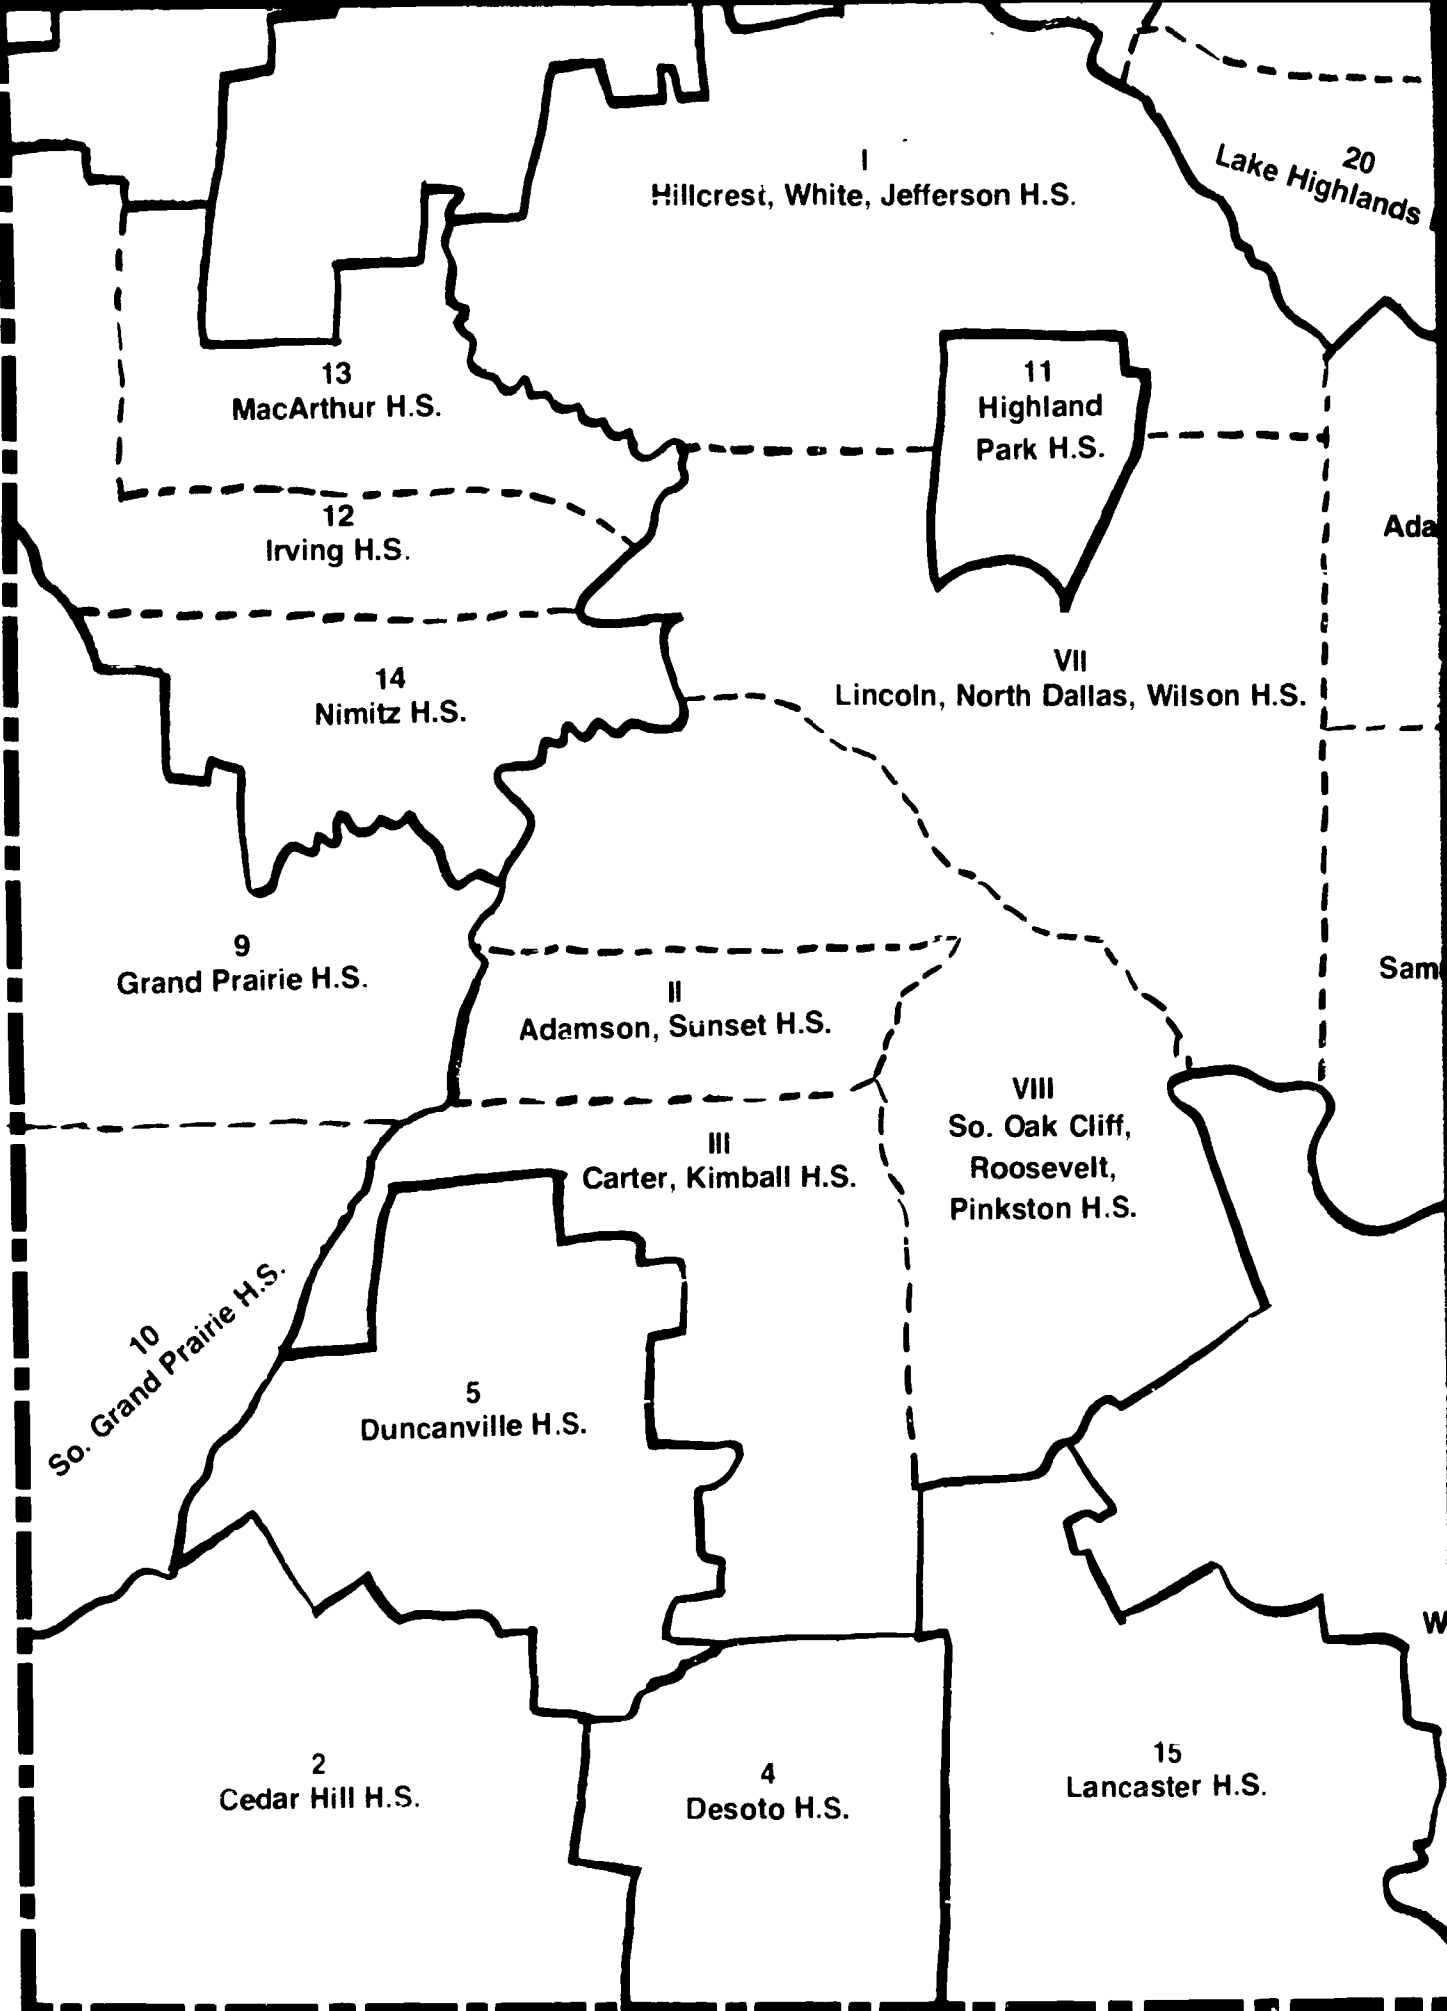 I
Hillcrest, White, Jefferson H.S.
20
Lake Highlands
13
MacArthur H.S.
11
Highland
Park H.S.
12
Irving H.S.
Ada
14
Nimitz H.S.
VII
Lincoln, North Dallas, Wilson H.S.
9
Grand Prairie H.S.
II
Adamson, Sunset H.S.
Sam
VIII
So. Oak Cliff,
Roosevelt,
Pinkston H.S.
III
Carter, Kimball H.S.
10
So. Grand Prairie H.S.
5
Duncanville H.S.
W
2
Cedar Hill H.S.
4
Desoto H.S.
15
Lancaster H.S.